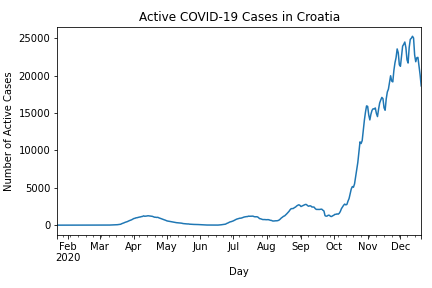 Active COVID-19 Cases in Croatia
Number of Active Cases
25000
20000
15000
10000
5000
0
Feb Mar Apr May Jun Jul Aug Sep Oct Nov Dec
2020
Day